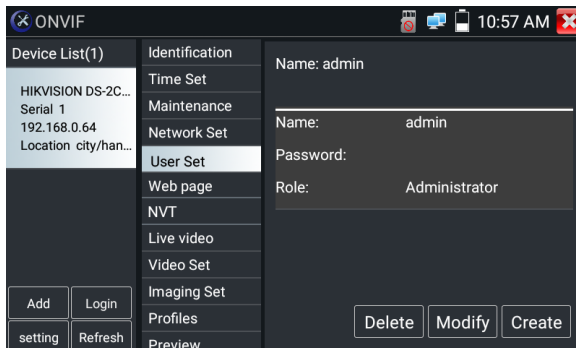 ONVIF
10:57 AM
Device List(1)
HIKVISION DS-2C...
Serial 1
192.168.0.64
Location city/han...
Add
Login
setting
Refresh
Identification
Time Set
Maintenance
Network Set
User Set
Web page
NVT
Live video
Video Set
Imaging Set
Profiles
Preview
Name: admin
Name: admin
Password:
Role: Administrator
Delete
Modify
Create